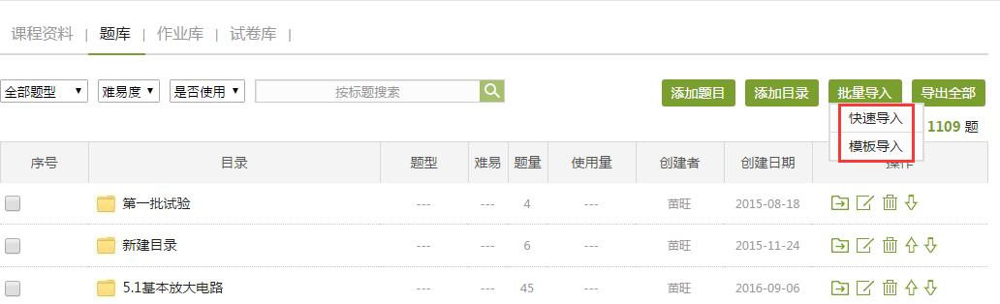 课程资料 | 题库 | 作业库 | 试卷库 |
全部题型 难易度 是否使用 按标题搜索 添加题目 添加目录 批量导入 导出全部
快速导入
1109 题
模板导入
序号 目录 题型 难易 题量 使用量 创建者 创建日期 操作
第一批试验 --- --- 4 --- 苗旺 2015-08-18
新建目录 --- --- 6 --- 苗旺 2015-11-24
5.1基本放大电路 --- --- 45 --- 苗旺 2016-09-06